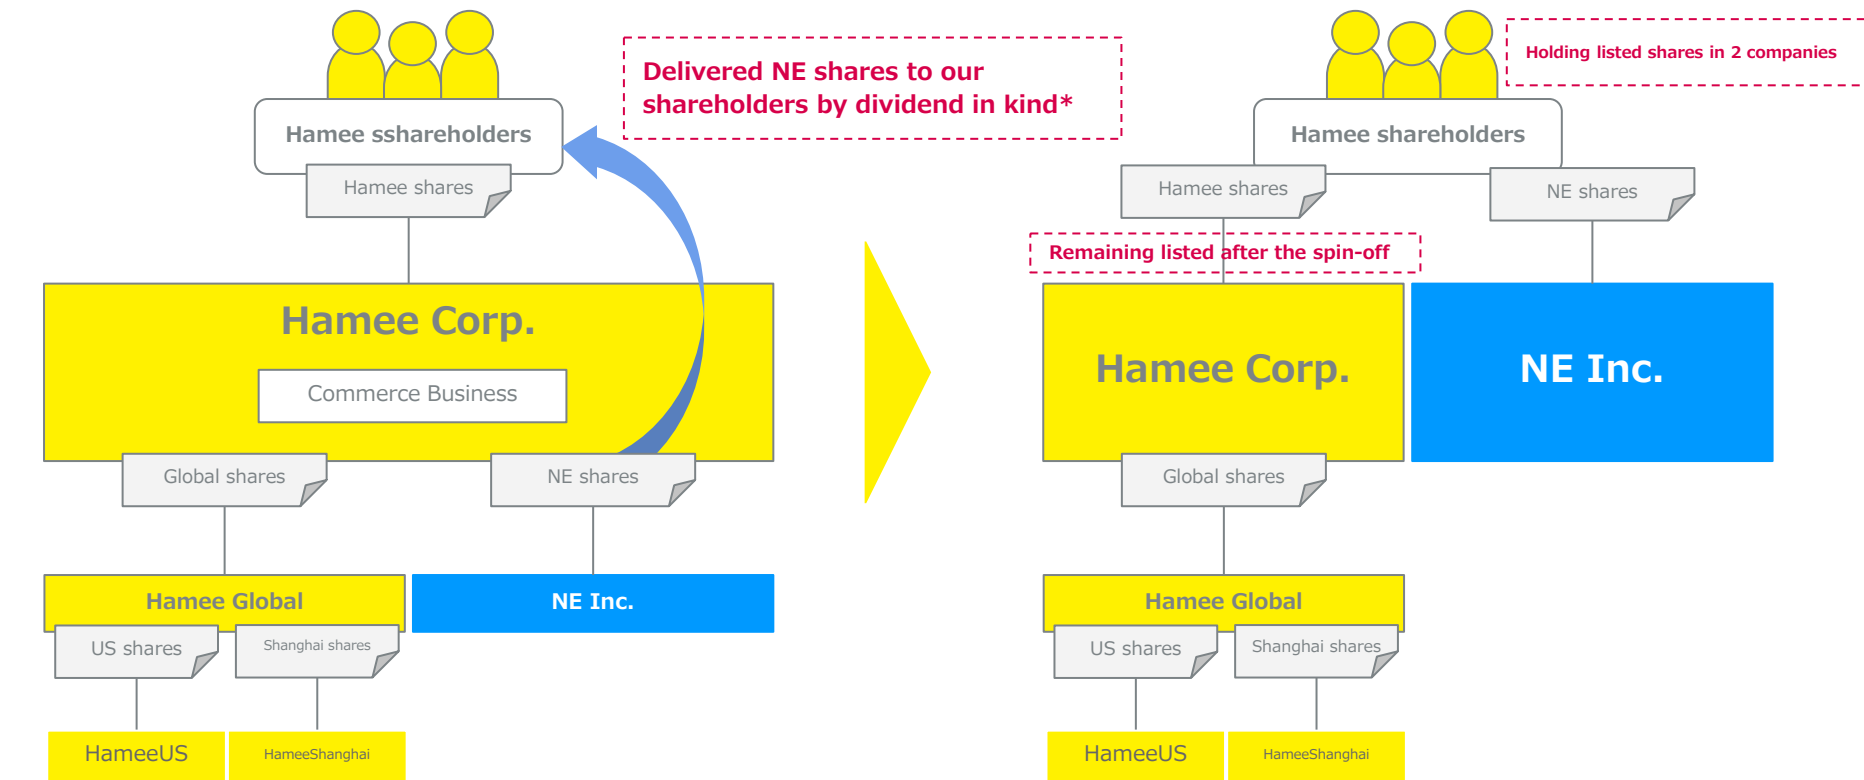 Delivered NE shares to our
shareholders by dividend in kind*
Hamee sshareholders
Hamee shares
Hamee Corp.
Commerce Business
Global shares
NE shares
Hamee Global
NE Inc.
US shares
Shanghai shares
HameeUS
HameeShanghai
Holding listed shares in 2 companies
Hamee shareholders
Hamee shares
NE shares
Remaining listed after the spin-off
Hamee Corp.
NE Inc.
Global shares
Hamee Global
US shares
Shanghai shares
HameeUS
HameeShanghai